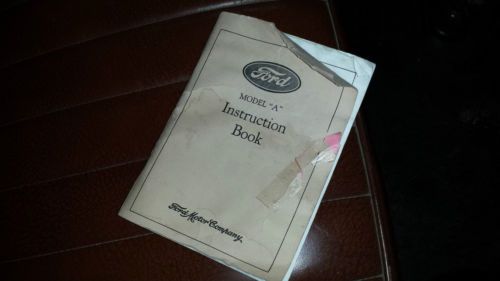 Ford
MODEL "A"
Instruction
Book
Ford Motor Company,